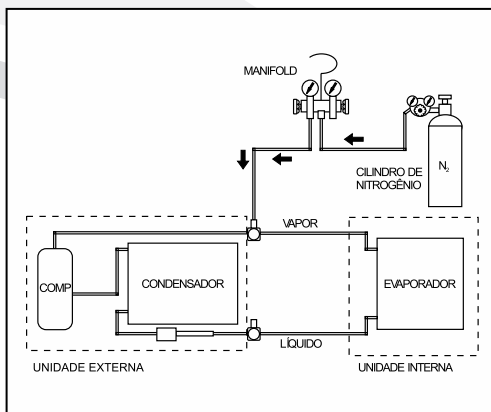 MANIFOLD
CILINDRO DE
NITROGÊNIO
N2
VAPOR
COMP
CONDENSADOR
EVAPORADOR
LÍQUIDO
UNIDADE EXTERNA
UNIDADE INTERNA